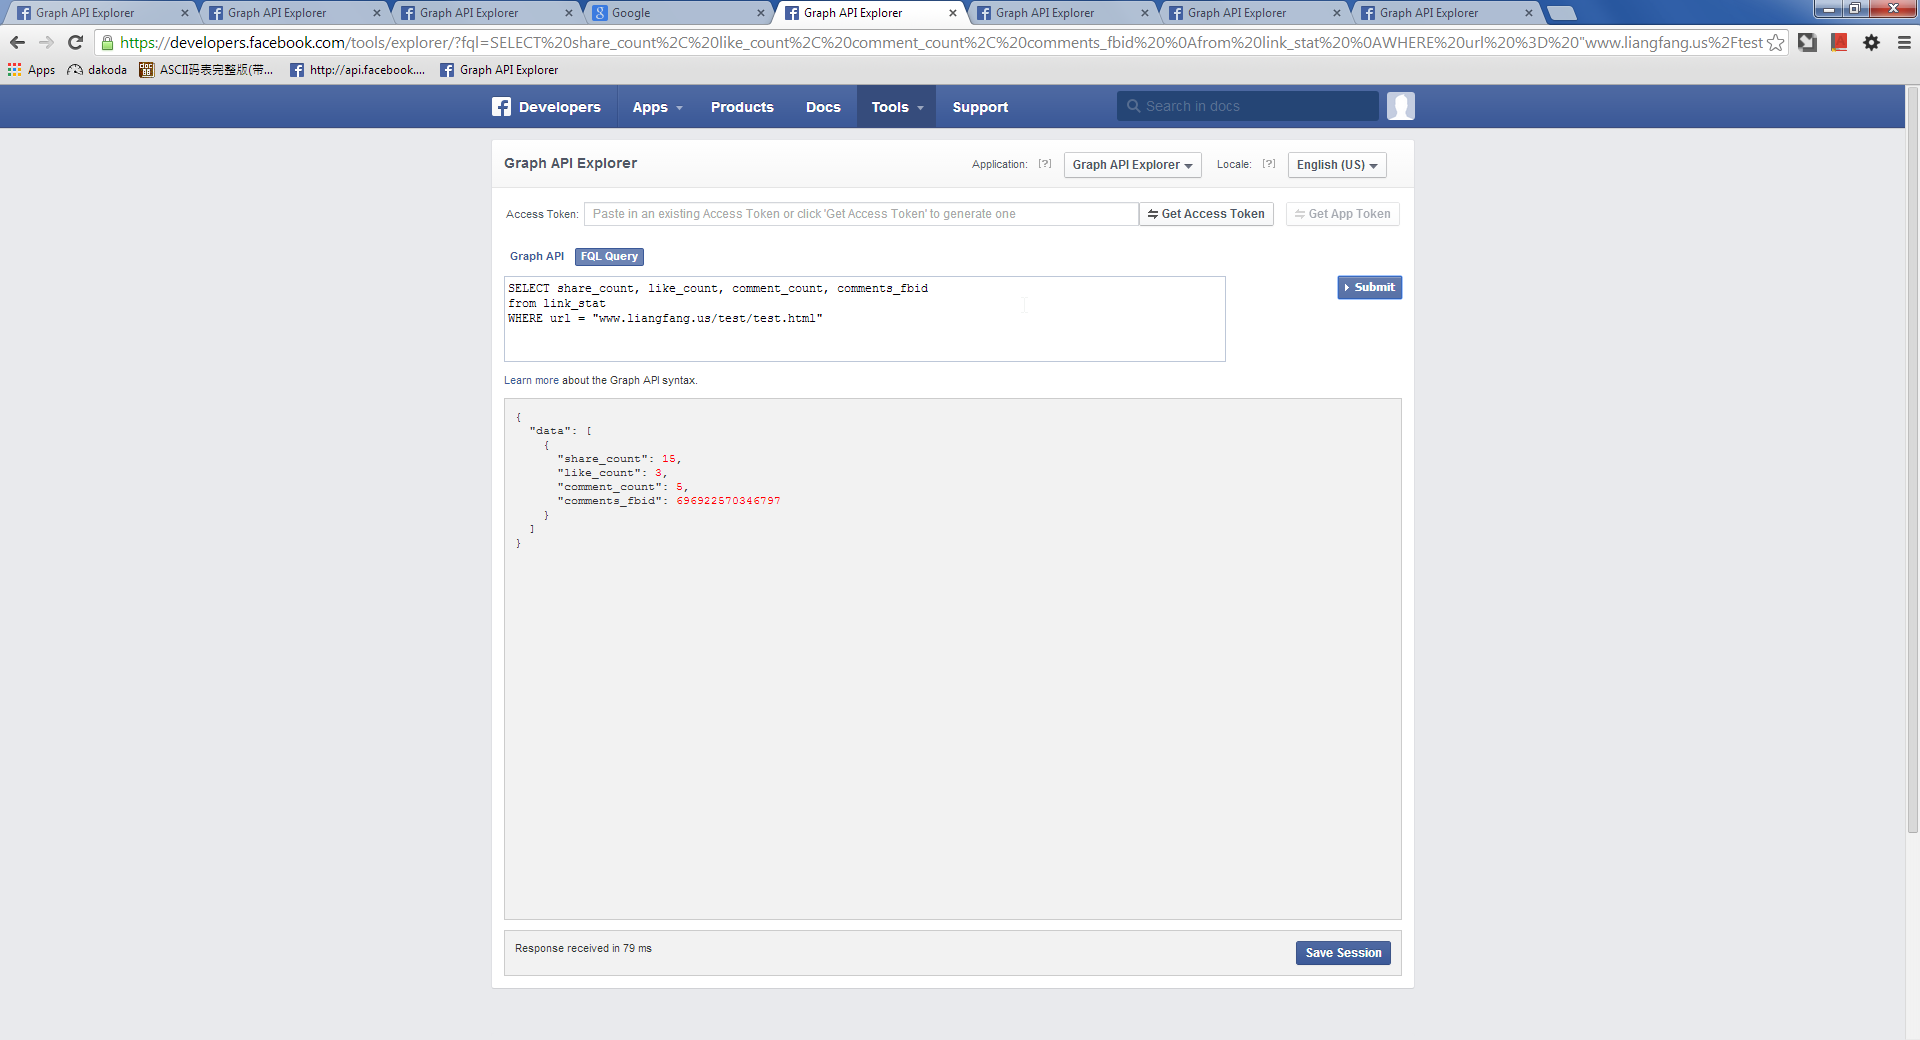 Graph API Explorer
Graph API Explorer
Graph API Explorer
Google
Graph API Explorer
Graph API Explorer
Graph API Explorer
Graph API Explorer
https://developers.facebook.com/tools/explorer/?fql=SELECT%20share_count%2C%20like_count%2C%20comment_count%2C%20comments_fbid%20%0Afrom%20link_stat%20%0AWHERE%20url%20%3D%20"www.liangfang.us%2Ftest
Apps dakoda ASCII码表完整版(带... http://api.facebook.... Graph API Explorer
Developers Apps Products Docs Tools Support Search in docs
Graph API Explorer Application: [?] Graph API Explorer Locale: [?] English (US)
Access Token: Paste in an existing Access Token or click 'Get Access Token' to generate one Get Access Token Get App Token
Graph API FQL Query
SELECT share_count, like_count, comment_count, comments_fbid
from link_stat
WHERE url = "www.liangfang.us/test/test.html"
Submit
Learn more about the Graph API syntax.
{
"data": [
{
"share_count": 15,
"like_count": 3,
"comment_count": 5,
"comments_fbid": 696922570346797
}
]
}
Response received in 79 ms
Save Session